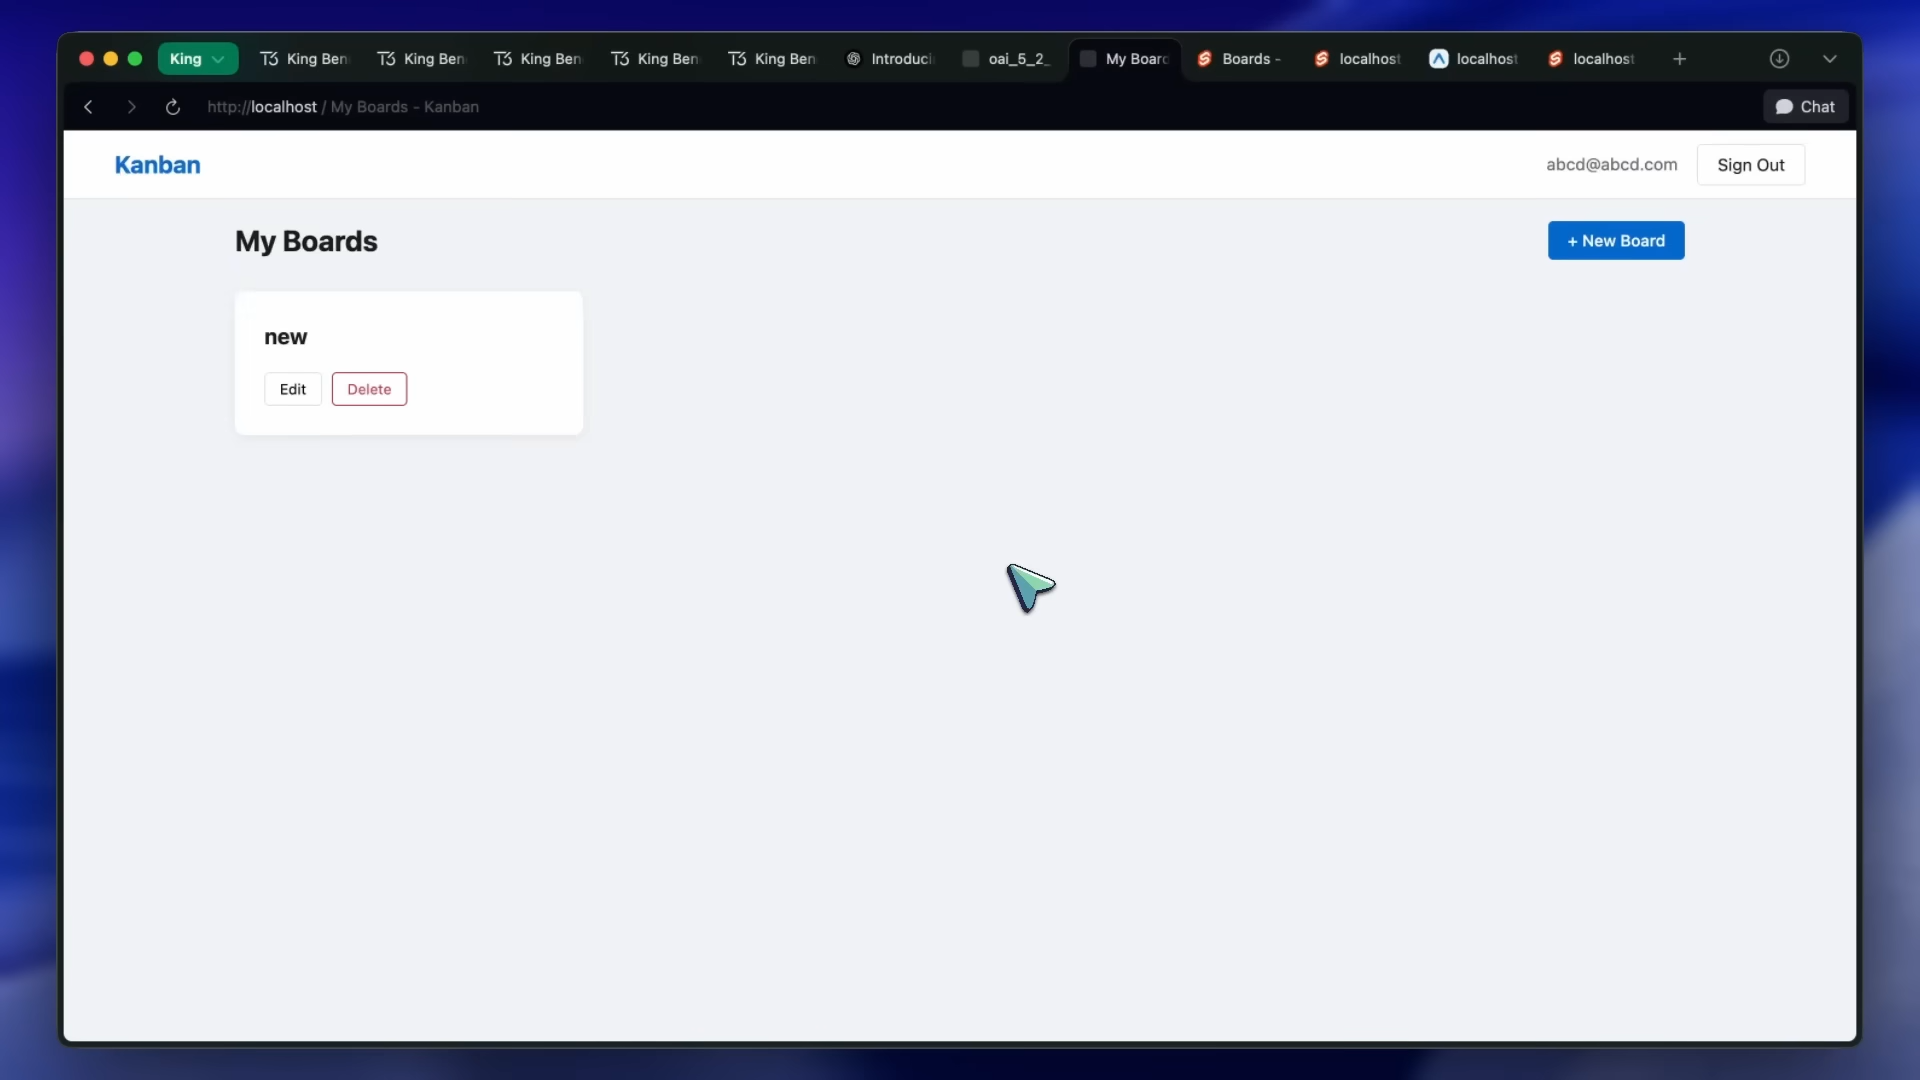 King King Ben King Ben King Ben King Ben King Ben Introduci oai_5_2_ My Board Boards - localhost localhost localhost
http://localhost / My Boards - Kanban Chat
Kanban abcd@abcd.com Sign Out
My Boards + New Board
new
Edit Delete